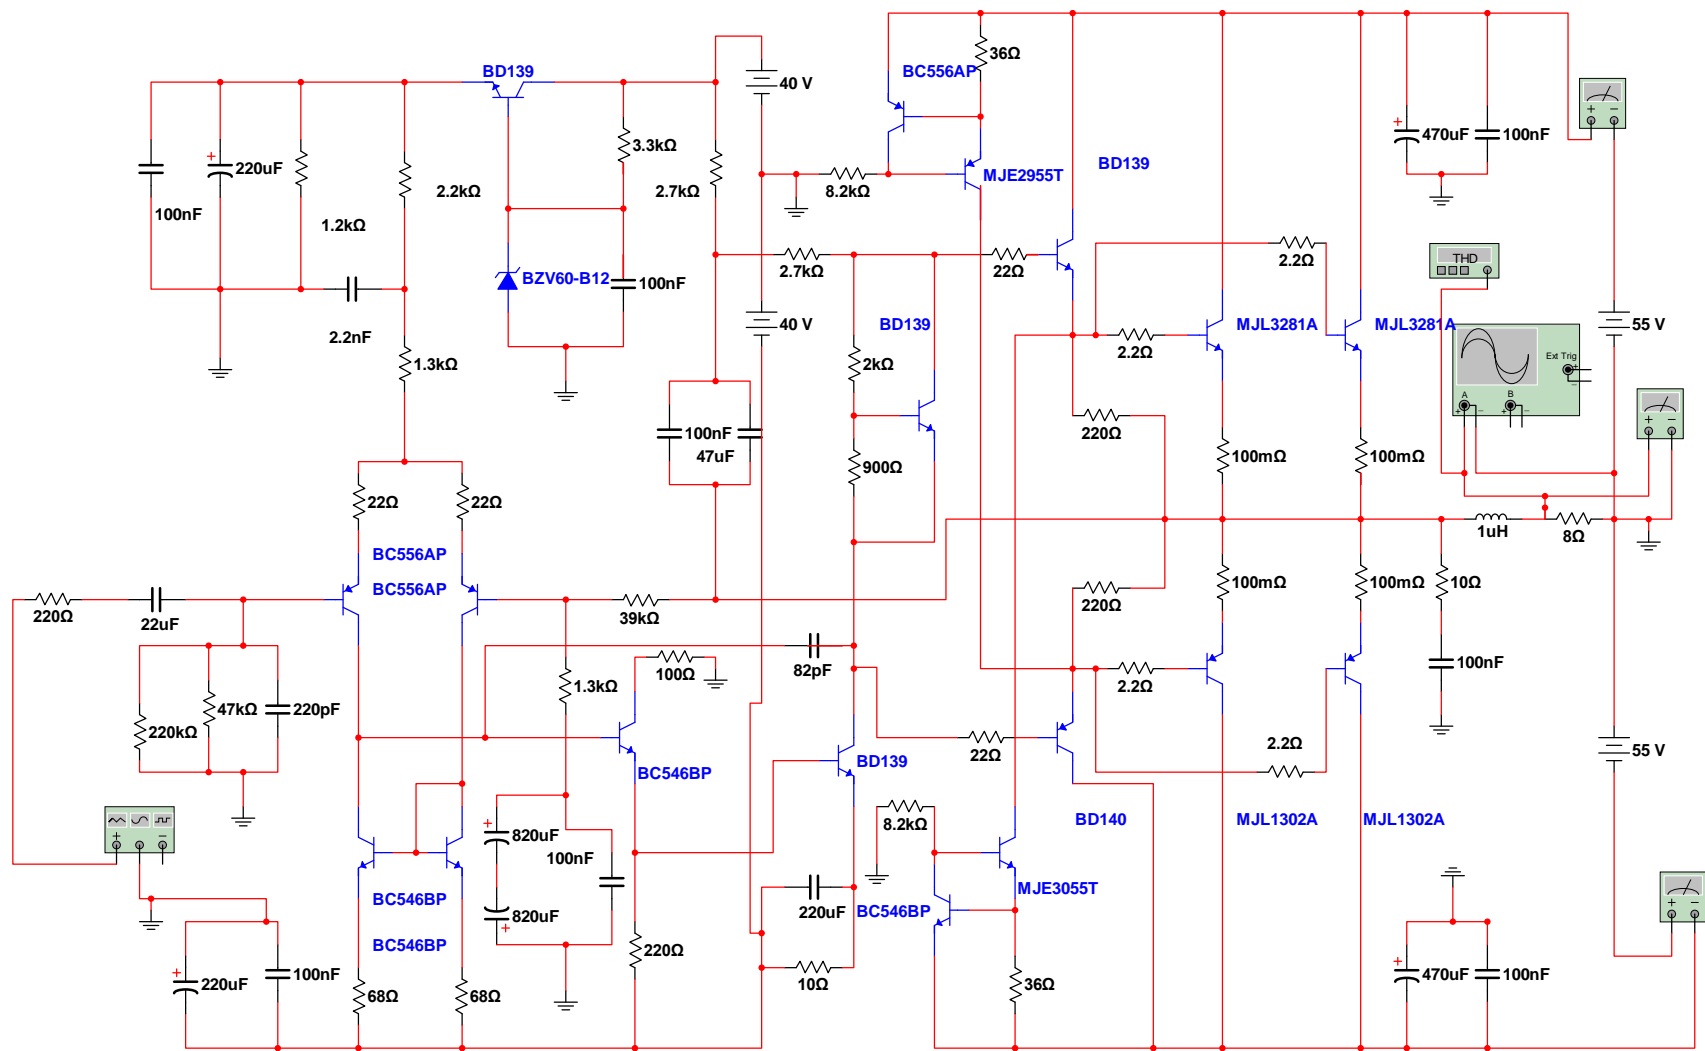 BD139
40 V
BC556AP
36Ω
470uF
100nF
3.3kΩ
220uF
2.7kΩ
8.2kΩ
MJE2955T
BD139
2.2kΩ
100nF
1.2kΩ
2.7kΩ
22Ω
2.2Ω
THD
BZV60-B12
100nF
2.2nF
40 V
BD139
MJL3281A
MJL3281A
55 V
2.2Ω
Ext Trig
+
−
A
B
+
−
+
−
1.3kΩ
2kΩ
100nF
47uF
220Ω
900Ω
100mΩ
100mΩ
22Ω
22Ω
1uH
8Ω
BC556AP
BC556AP
100mΩ
100mΩ
10Ω
220Ω
22uF
39kΩ
220Ω
82pF
100Ω
2.2Ω
100nF
1.3kΩ
47kΩ
220pF
220kΩ
22Ω
2.2Ω
55 V
BC546BP
BD139
8.2kΩ
BD140
MJL1302A
MJL1302A
820uF
100nF
MJE3055T
BC546BP
820uF
220uF
BC546BP
BC546BP
220Ω
220uF
100nF
68Ω
68Ω
10Ω
36Ω
470uF
100nF